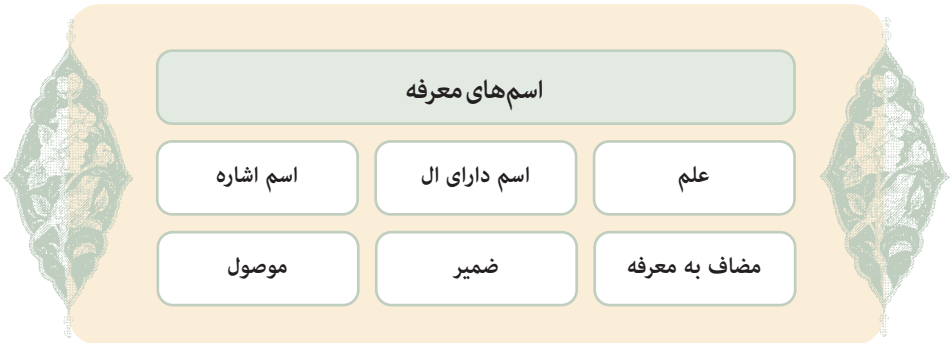 اسم‌های معرفه
علم
اسم دارای ال
اسم اشاره
مضاف به معرفه
ضمیر
موصول